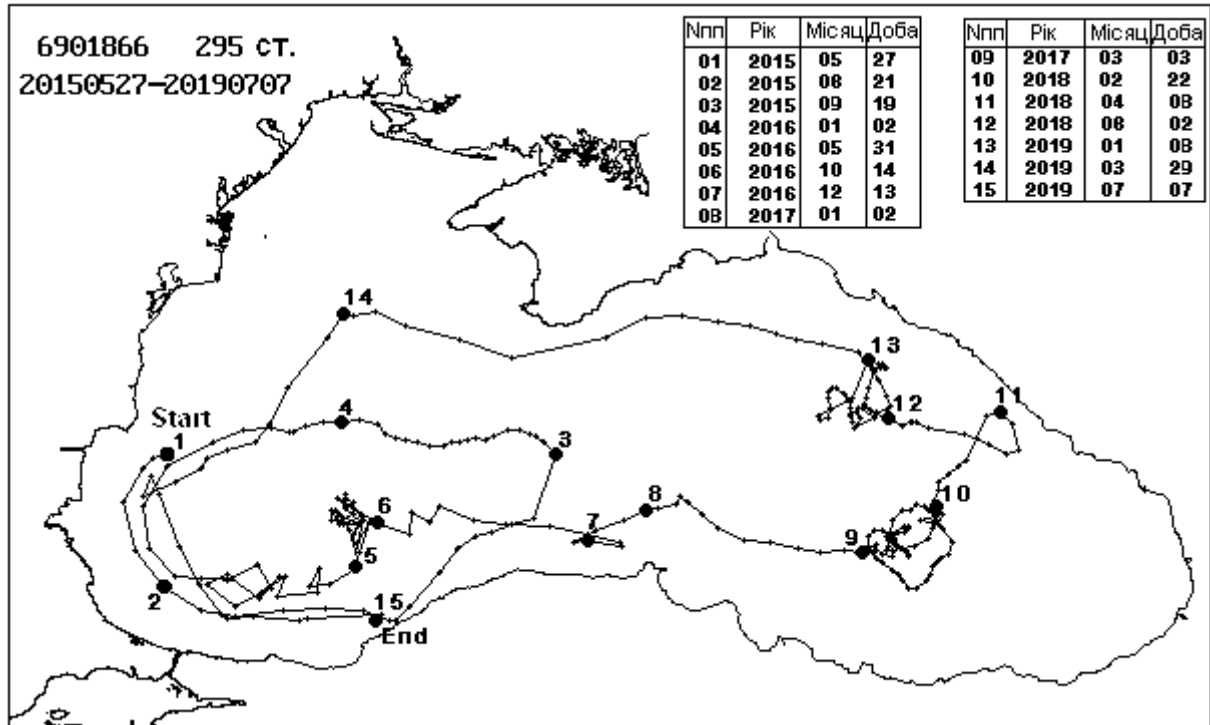 6901866 295 СТ.
20150527-20190707
Nпп Рік Місяц Доба
01 2015 05 27
02 2015 06 21
03 2015 09 19
04 2016 01 02
05 2016 05 31
06 2016 10 14
07 2016 12 13
08 2017 01 02
Nпп Рік Місяц Доба
09 2017 03 03
10 2018 02 22
11 2018 04 08
12 2018 06 02
13 2019 01 08
14 2019 03 29
15 2019 07 07
14
13
Start
4
11
12
1
3
10
8
6
7
9
5
2
15
End